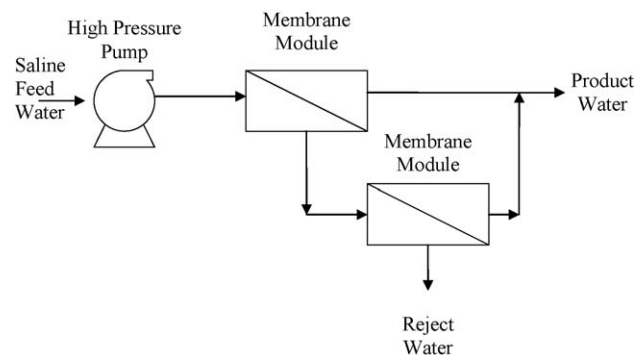 High Pressure
Pump
Membrane
Module
Saline
Feed
Water
Product
Water
Membrane
Module
Reject
Water